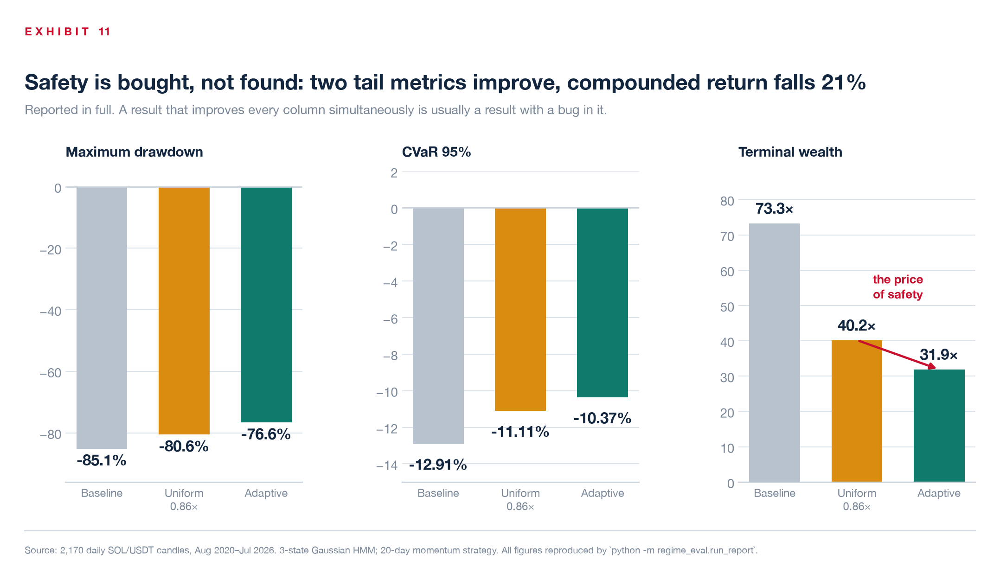 EXHIBIT 11
Safety is bought, not found: two tail metrics improve, compounded return falls 21%
Reported in full. A result that improves every column simultaneously is usually a result with a bug in it.
Maximum drawdown
0
−20
−40
−60
−80
-85.1%
-80.6%
-76.6%
Baseline
Uniform
0.86×
Adaptive
CVaR 95%
2
0
−2
−4
−6
−8
−10
−12
−14
-12.91%
-11.11%
-10.37%
Baseline
Uniform
0.86×
Adaptive
Terminal wealth
80
70
60
50
40
30
20
10
0
73.3×
the price
of safety
40.2×
31.9×
Baseline
Uniform
0.86×
Adaptive
Source: 2,170 daily SOL/USDT candles, Aug 2020–Jul 2026. 3-state Gaussian HMM; 20-day momentum strategy. All figures reproduced by `python -m regime_eval.run_report`.